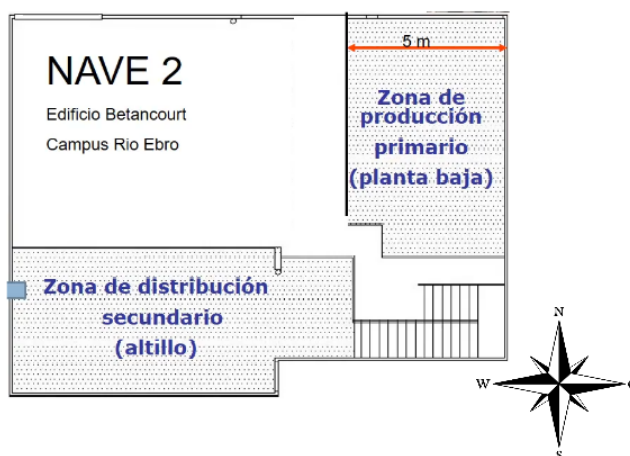 NAVE 2
Edificio Betancourt
Campus Rio Ebro
5 m
Zona de
producción
primario
(planta baja)
Zona de distribución
secundario
(altillo)
N
W
S